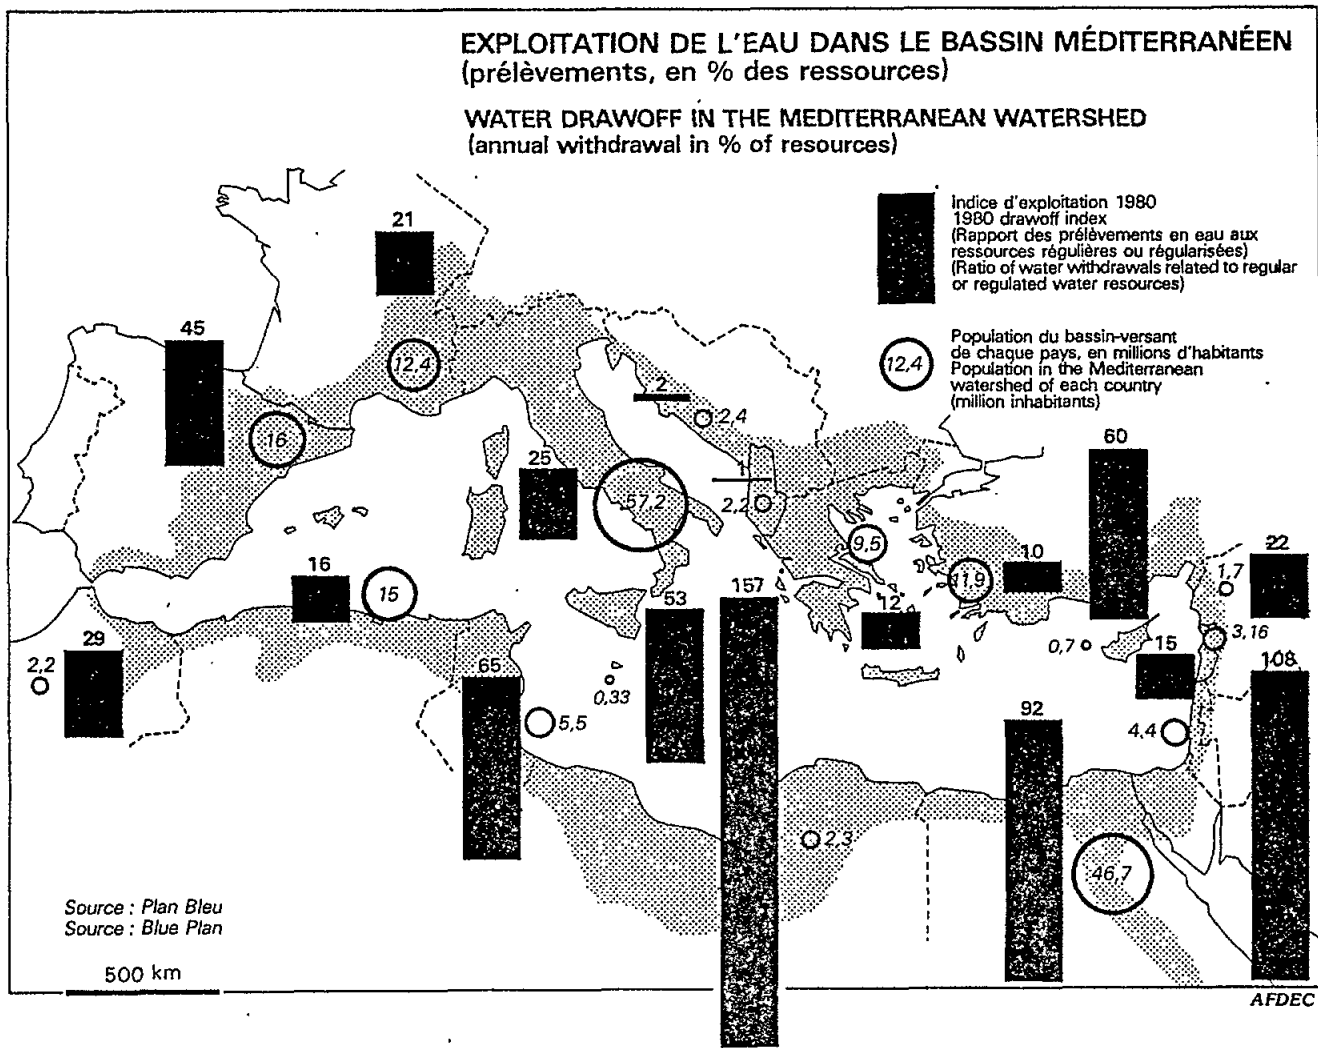 EXPLOITATION DE L'EAU DANS LE BASSIN MÉDITERRANÉEN
(prélèvements, en % des ressources)
WATER DRAWOFF IN THE MEDITERRANEAN WATERSHED
(annual withdrawal in % of resources)
Indice d'exploitation 1980
1980 drawoff index
(Rapport des prélèvements en eau aux
ressources régulières ou régularisées)
(Ratio of water withdrawals related to regular
or regulated water resources)
12,4
Population du bassin-versant
de chaque pays, en millions d'habitants
Population in the Mediterranean
watershed of each country
(million inhabitants)
21
45
12,4
2
2,4
16
60
25
1
57,2
2,2
9,5
10
22
16
15
157
11,9
1,7
53
12
29
2,2
0,7
15
3,16
65
0,33
108
5,5
92
4,4
2,3
46,7
Source : Plan Bleu
Source : Blue Plan
500 km
AFDEC